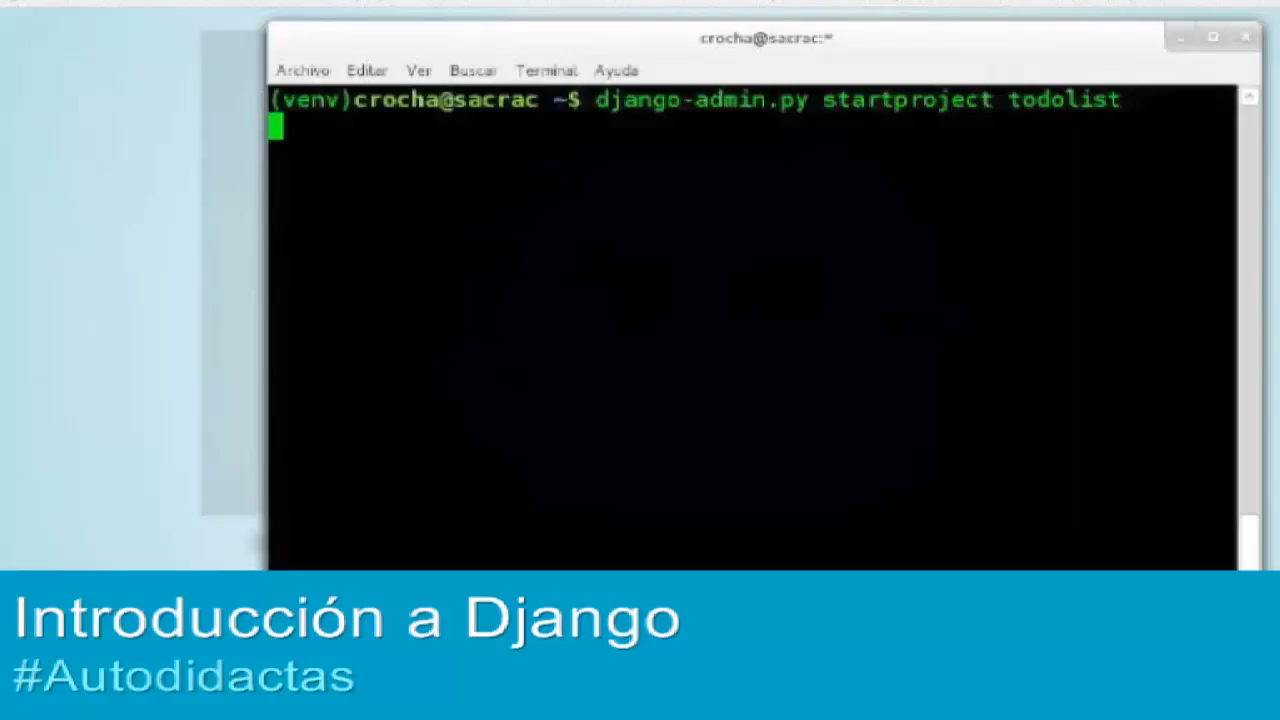 crocha@sacrac:~
Archivo Editar Ver Buscar Terminal Ayuda
(venv)crocha@sacrac ~$ django-admin.py startproject todolist
Introducción a Django
#Autodidactas